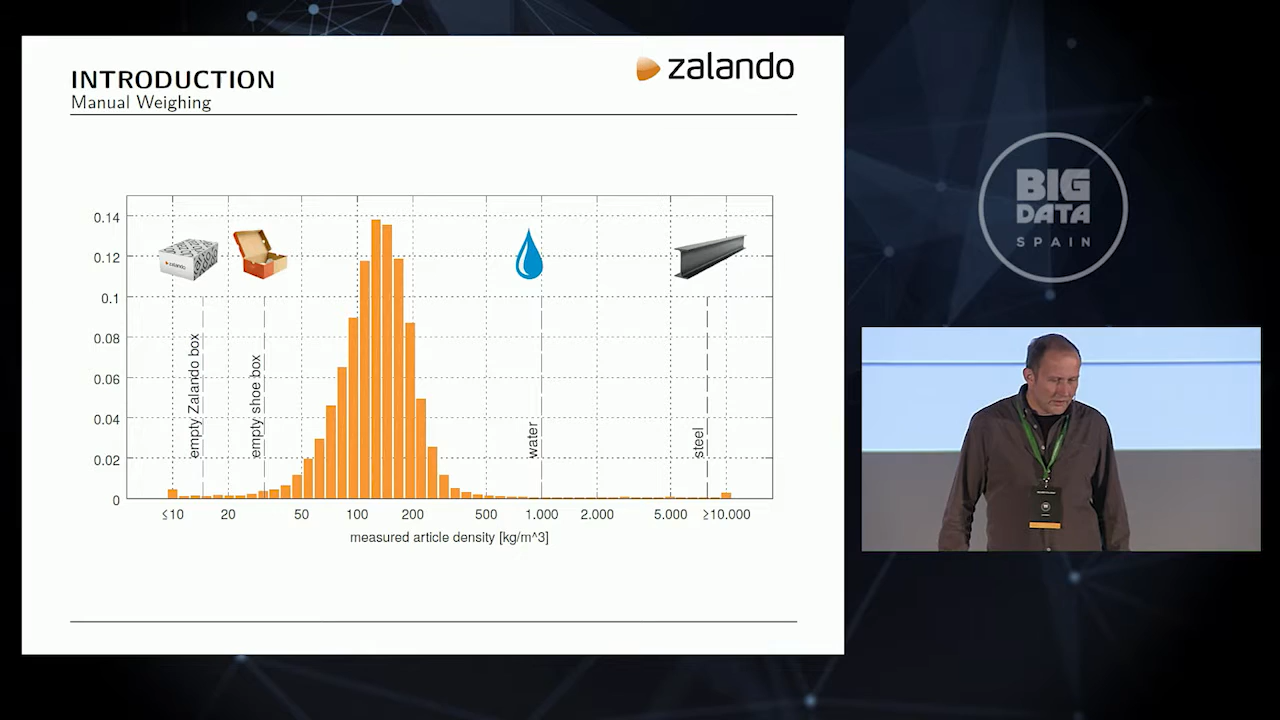 INTRODUCTION
Manual Weighing
zalando
0.14
0.12
0.1
0.08
0.06
0.04
0.02
0
zalando
empty Zalando box
empty shoe box
water
steel
≤10
20
50
100
200
500
1.000
2.000
5.000
≥10.000
measured article density [kg/m^3]
BIG
DATA
SPAIN